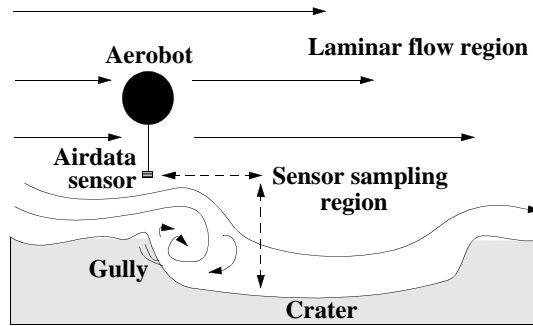 Laminar flow region
Aerobot
Airdata
sensor
Sensor sampling
region
Gully
Crater